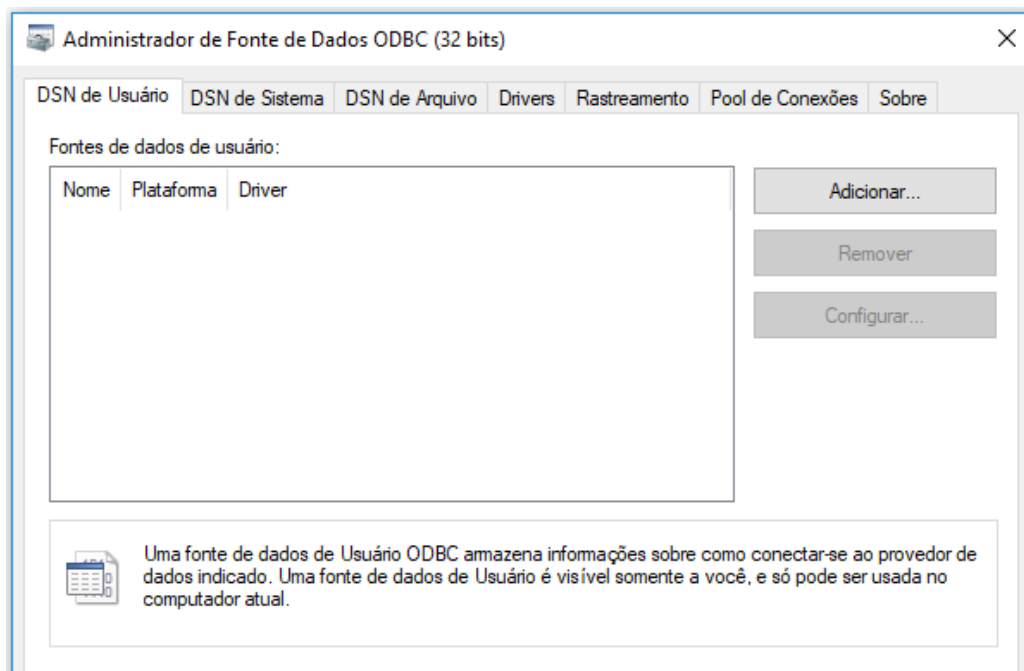 Administrador de Fonte de Dados ODBC (32 bits)
DSN de Usuário DSN de Sistema DSN de Arquivo Drivers Rastreamento Pool de Conexões Sobre
Fontes de dados de usuário:
Nome Plataforma Driver
Adicionar...
Remover
Configurar...
Uma fonte de dados de Usuário ODBC armazena informações sobre como conectar-se ao provedor de
dados indicado. Uma fonte de dados de Usuário é visível somente a você, e só pode ser usada no
computador atual.